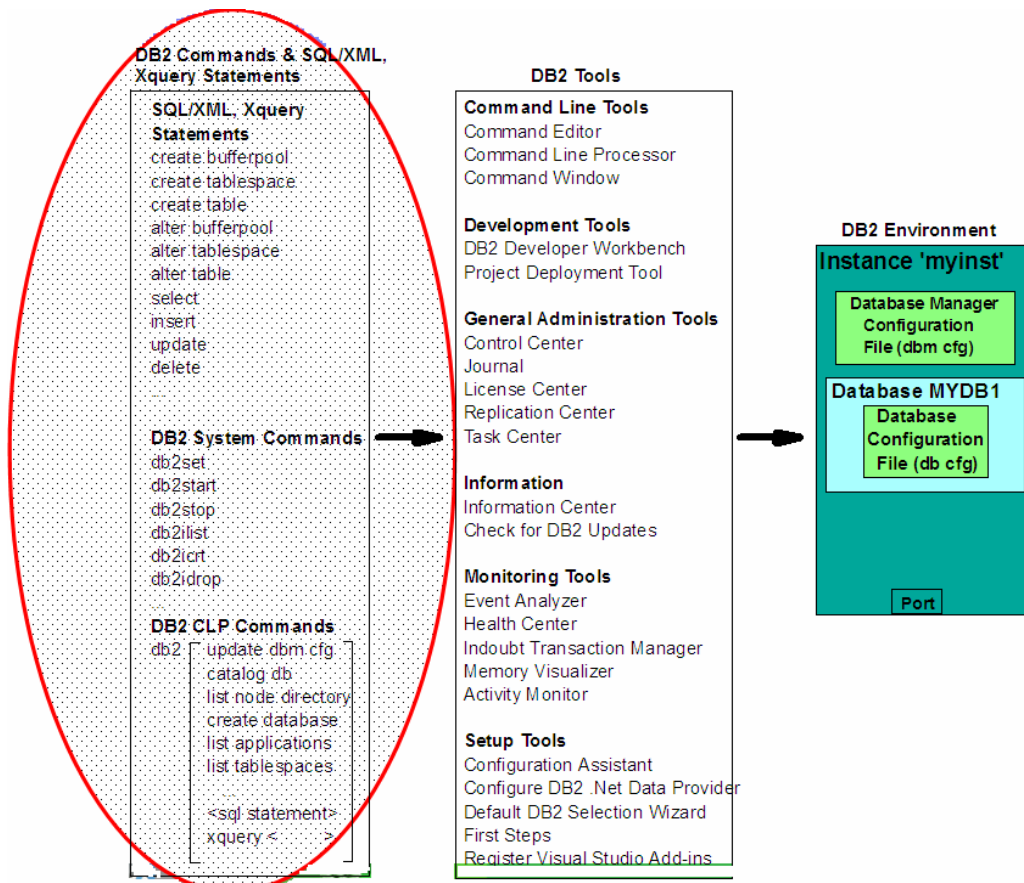 DB2 Commands & SQL/XML,
Xquery Statements
SQL/XML, Xquery
Statements
create bufferpool
create tablespace
create table
alter bufferpool
alter tablespace
alter table
select
insert
update
delete
...
DB2 System Commands
db2set
db2start
db2stop
db2ilist
db2icrt
db2idrop
...
DB2 CLP Commands
db2
update dbm cfg
catalog db
list node directory
create database
list applications
list tablespaces
...
<sql statement>
xquery < >
DB2 Tools
Command Line Tools
Command Editor
Command Line Processor
Command Window
Development Tools
DB2 Developer Workbench
Project Deployment Tool
General Administration Tools
Control Center
Journal
License Center
Replication Center
Task Center
Information
Information Center
Check for DB2 Updates
Monitoring Tools
Event Analyzer
Health Center
Indoubt Transaction Manager
Memory Visualizer
Activity Monitor
Setup Tools
Configuration Assistant
Configure DB2 .Net Data Provider
Default DB2 Selection Wizard
First Steps
Register Visual Studio Add-ins
DB2 Environment
Instance 'myinst'
Database Manager
Configuration
File (dbm cfg)
Database MYDB1
Database
Configuration
File (db cfg)
Port